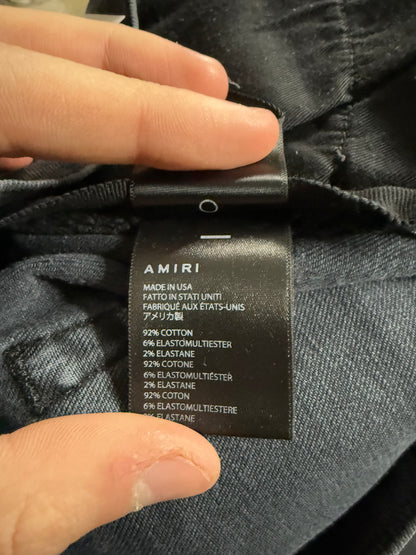 AMIRI
MADE IN USA
FATTO IN STATI UNITI
FABRIQUÉ AUX ÉTATS-UNIS
アメリカ製
92% COTTON
6% ELASTOMULTIESTER
2% ELASTANE
92% COTONE
6% ELASTOMULTIESTER
2% ELASTANE
92% COTON
6% ELASTOMULTIESTERE
ELASTANE